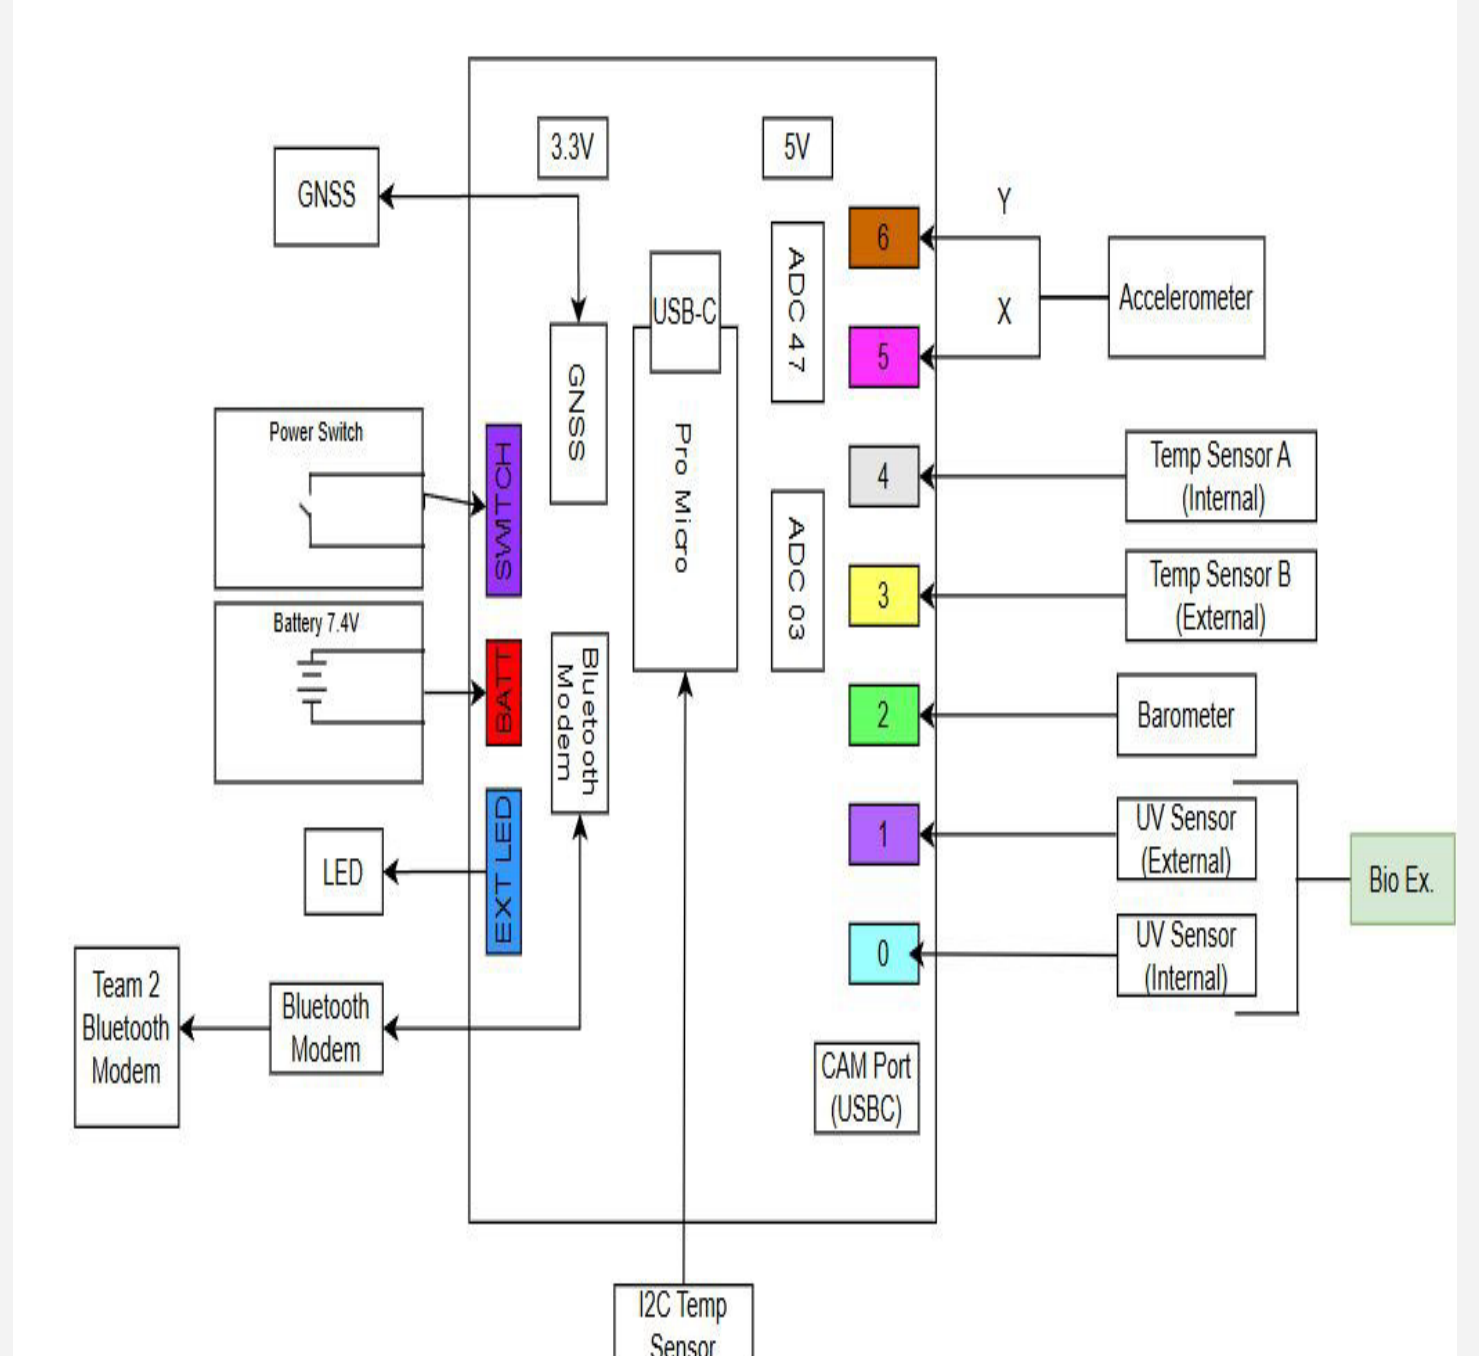 3.3V
5V
GNSS
Y
6
USB-C
ADC 47
Accelerometer
X
5
GNSS
Power Switch
SWITCH
Pro Micro
4
Temp Sensor A
(Internal)
ADC 03
3
Temp Sensor B
(External)
Battery 7.4V
BATT
Bluetooth
Modem
2
Barometer
EXT LED
LED
1
UV Sensor
(External)
Bio Ex.
0
UV Sensor
(Internal)
Team 2
Bluetooth
Modem
Bluetooth
Modem
CAM Port
(USBC)
I2C Temp
Sensor